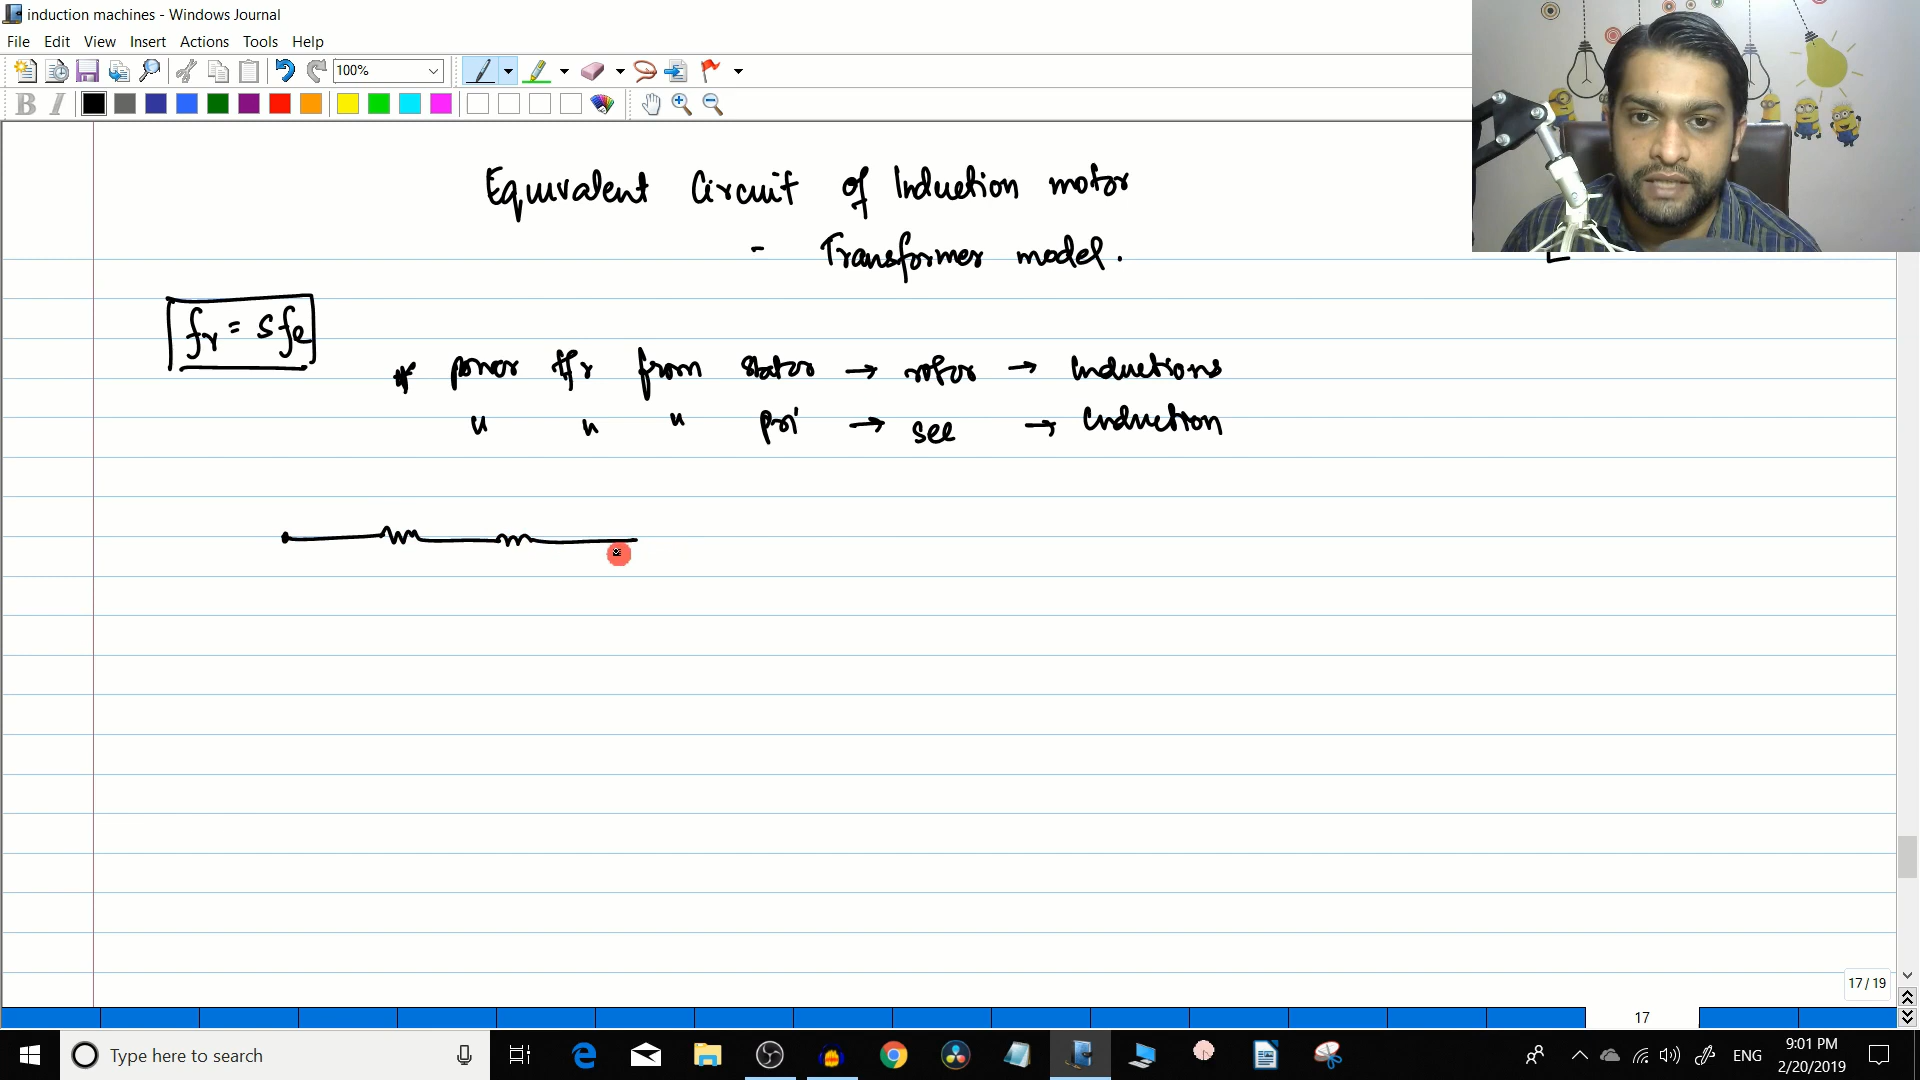 induction machines - Windows Journal
File Edit View Insert Actions Tools Help
100%
B I
Equivalent Circuit of Induction motor
- Transformer model.
fr = sfe
* power tfr from stator → rotor → Inductions
" " " pri → sec → induction
17 / 19
17
Type here to search
ENG
9:01 PM
2/20/2019